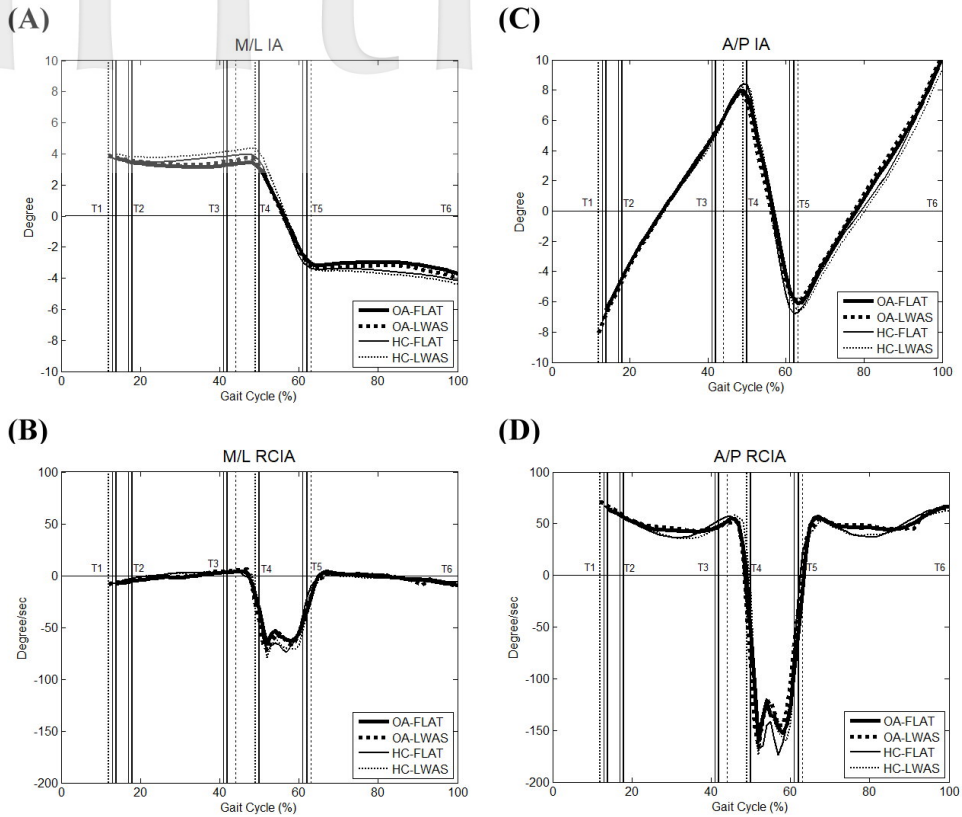 (A)
M/L IA
Degree
10
8
6
4
2
0
-2
-4
-6
-8
-10
T1 T2 T3 T4 T5 T6
OA-FLAT
OA-LWAS
HC-FLAT
HC-LWAS
0 20 40 60 80 100
Gait Cycle (%)
(C)
A/P IA
Degree
10
8
6
4
2
0
-2
-4
-6
-8
-10
T1 T2 T3 T4 T5 T6
OA-FLAT
OA-LWAS
HC-FLAT
HC-LWAS
0 20 40 60 80 100
Gait Cycle (%)
(B)
M/L RCIA
Degree/sec
100
50
0
-50
-100
-150
-200
T1 T2 T3 T4 T5 T6
OA-FLAT
OA-LWAS
HC-FLAT
HC-LWAS
0 20 40 60 80 100
Gait Cycle (%)
(D)
A/P RCIA
Degree/sec
100
50
0
-50
-100
-150
-200
T1 T2 T3 T4 T5 T6
OA-FLAT
OA-LWAS
HC-FLAT
HC-LWAS
0 20 40 60 80 100
Gait Cycle (%)